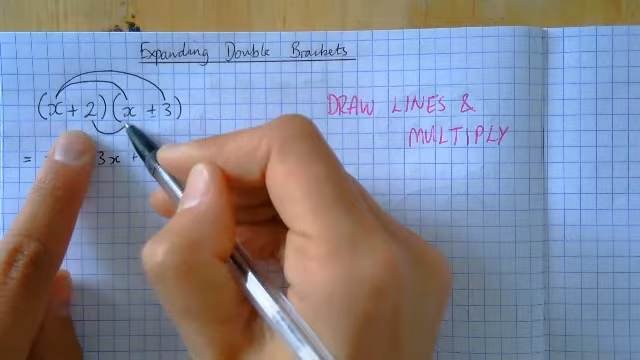 Expanding Double Brackets
(x + 2)(x + 3)
DRAW LINES &
MULTIPLY
= 3x +